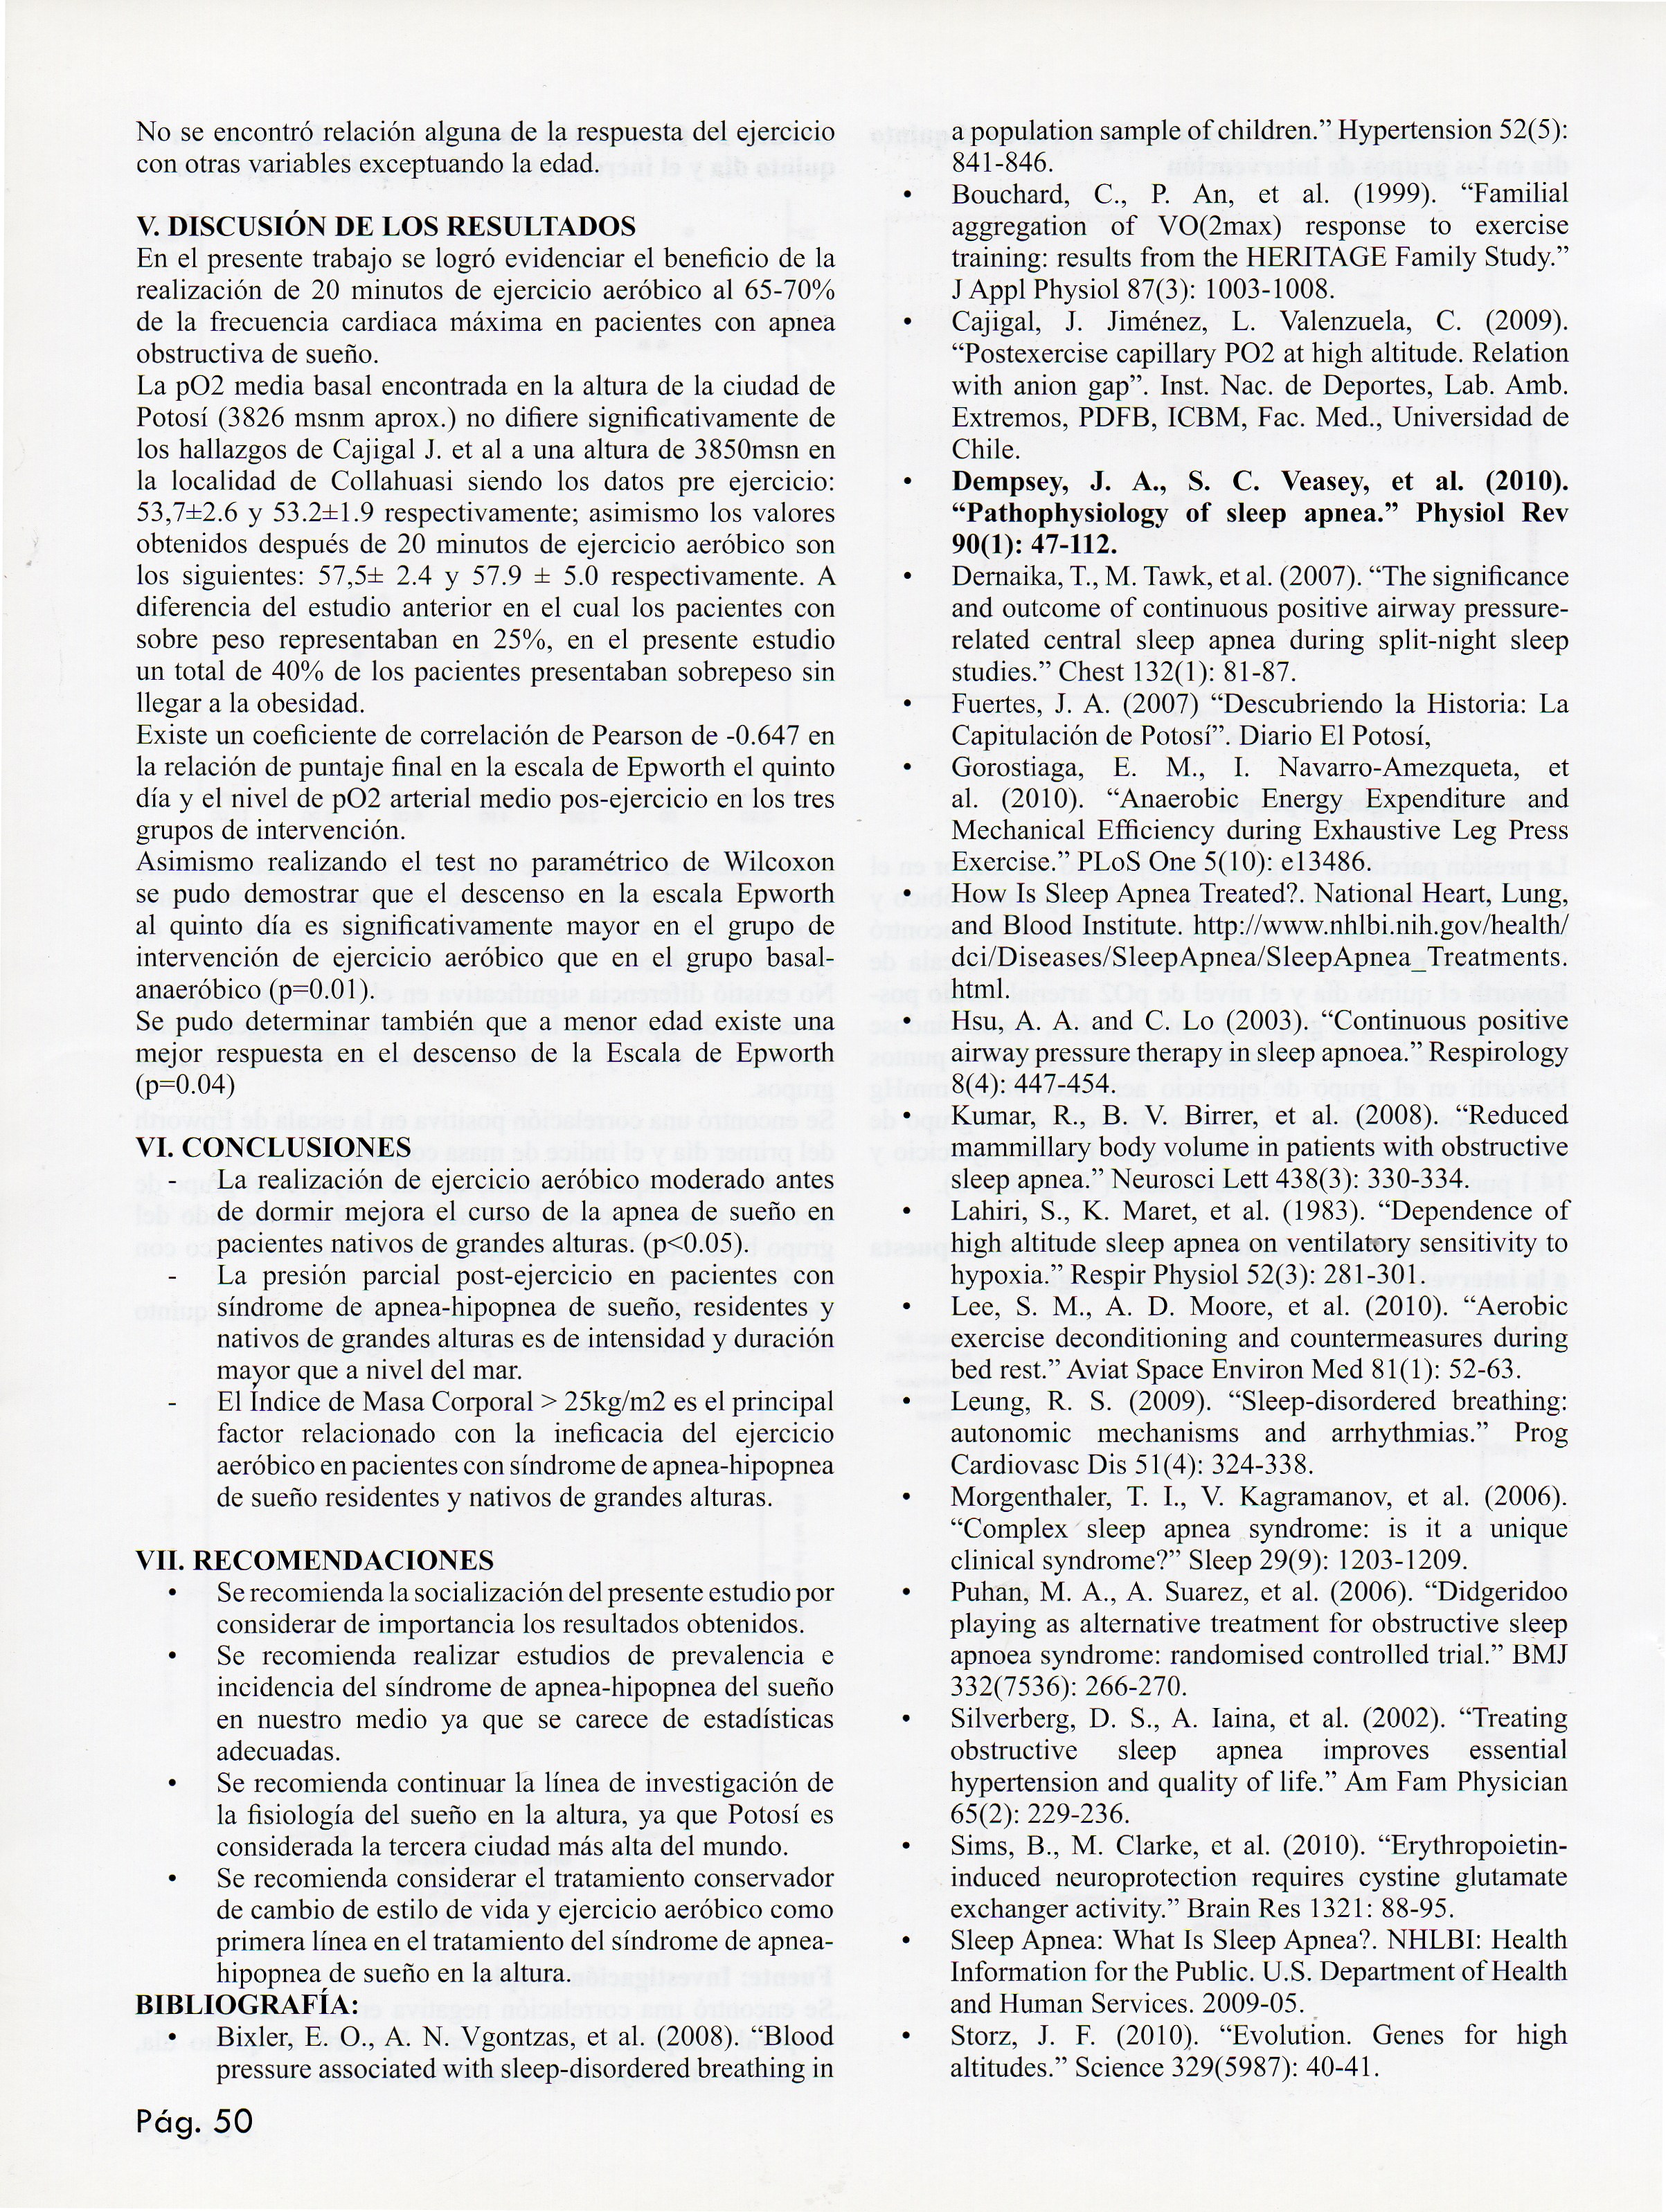 No se encontró relación alguna de la respuesta del ejercicio
con otras variables exceptuando la edad.
V. DISCUSIÓN DE LOS RESULTADOS
En el presente trabajo se logró evidenciar el beneficio de la
realización de 20 minutos de ejercicio aeróbico al 65-70%
de la frecuencia cardiaca máxima en pacientes con apnea
obstructiva de sueño.
La pO2 media basal encontrada en la altura de la ciudad de
Potosí (3826 msnm aprox.) no difiere significativamente de
los hallazgos de Cajigal J. et al a una altura de 3850msn en
la localidad de Collahuasi siendo los datos pre ejercicio:
53,7±2.6 y 53.2±1.9 respectivamente; asimismo los valores
obtenidos después de 20 minutos de ejercicio aeróbico son
los siguientes: 57,5± 2.4 y 57.9 ± 5.0 respectivamente. A
diferencia del estudio anterior en el cual los pacientes con
sobre peso representaban en 25%, en el presente estudio
un total de 40% de los pacientes presentaban sobrepeso sin
llegar a la obesidad.
Existe un coeficiente de correlación de Pearson de -0.647 en
la relación de puntaje final en la escala de Epworth el quinto
día y el nivel de pO2 arterial medio pos-ejercicio en los tres
grupos de intervención.
Asimismo realizando el test no paramétrico de Wilcoxon
se pudo demostrar que el descenso en la escala Epworth
al quinto día es significativamente mayor en el grupo de
intervención de ejercicio aeróbico que en el grupo basal-
anaeróbico (p=0.01).
Se pudo determinar también que a menor edad existe una
mejor respuesta en el descenso de la Escala de Epworth
(p=0.04)
VI. CONCLUSIONES
- La realización de ejercicio aeróbico moderado antes
de dormir mejora el curso de la apnea de sueño en
pacientes nativos de grandes alturas. (p<0.05).
- La presión parcial post-ejercicio en pacientes con
síndrome de apnea-hipopnea de sueño, residentes y
nativos de grandes alturas es de intensidad y duración
mayor que a nivel del mar.
- El Índice de Masa Corporal > 25kg/m2 es el principal
factor relacionado con la ineficacia del ejercicio
aeróbico en pacientes con síndrome de apnea-hipopnea
de sueño residentes y nativos de grandes alturas.
VII. RECOMENDACIONES
• Se recomienda la socialización del presente estudio por
considerar de importancia los resultados obtenidos.
• Se recomienda realizar estudios de prevalencia e
incidencia del síndrome de apnea-hipopnea del sueño
en nuestro medio ya que se carece de estadísticas
adecuadas.
• Se recomienda continuar la línea de investigación de
la fisiología del sueño en la altura, ya que Potosí es
considerada la tercera ciudad más alta del mundo.
• Se recomienda considerar el tratamiento conservador
de cambio de estilo de vida y ejercicio aeróbico como
primera línea en el tratamiento del síndrome de apnea-
hipopnea de sueño en la altura.
BIBLIOGRAFÍA:
• Bixler, E. O., A. N. Vgontzas, et al. (2008). “Blood
pressure associated with sleep-disordered breathing in
a population sample of children.” Hypertension 52(5):
841-846.
• Bouchard, C., P. An, et al. (1999). “Familial
aggregation of VO(2max) response to exercise
training: results from the HERITAGE Family Study.”
J Appl Physiol 87(3): 1003-1008.
• Cajigal, J. Jiménez, L. Valenzuela, C. (2009).
“Postexercise capillary PO2 at high altitude. Relation
with anion gap”. Inst. Nac. de Deportes, Lab. Amb.
Extremos, PDFB, ICBM, Fac. Med., Universidad de
Chile.
• Dempsey, J. A., S. C. Veasey, et al. (2010).
“Pathophysiology of sleep apnea.” Physiol Rev
90(1): 47-112.
• Dernaika, T., M. Tawk, et al. (2007). “The significance
and outcome of continuous positive airway pressure-
related central sleep apnea during split-night sleep
studies.” Chest 132(1): 81-87.
• Fuertes, J. A. (2007) “Descubriendo la Historia: La
Capitulación de Potosí”. Diario El Potosí,
• Gorostiaga, E. M., I. Navarro-Amezqueta, et
al. (2010). “Anaerobic Energy Expenditure and
Mechanical Efficiency during Exhaustive Leg Press
Exercise.” PLoS One 5(10): e13486.
• How Is Sleep Apnea Treated?. National Heart, Lung,
and Blood Institute. http://www.nhlbi.nih.gov/health/
dci/Diseases/SleepApnea/SleepApnea_Treatments.
html.
• Hsu, A. A. and C. Lo (2003). “Continuous positive
airway pressure therapy in sleep apnoea.” Respirology
8(4): 447-454.
• Kumar, R., B. V. Birrer, et al. (2008). “Reduced
mammillary body volume in patients with obstructive
sleep apnea.” Neurosci Lett 438(3): 330-334.
• Lahiri, S., K. Maret, et al. (1983). “Dependence of
high altitude sleep apnea on ventilatory sensitivity to
hypoxia.” Respir Physiol 52(3): 281-301.
• Lee, S. M., A. D. Moore, et al. (2010). “Aerobic
exercise deconditioning and countermeasures during
bed rest.” Aviat Space Environ Med 81(1): 52-63.
• Leung, R. S. (2009). “Sleep-disordered breathing:
autonomic mechanisms and arrhythmias.” Prog
Cardiovasc Dis 51(4): 324-338.
• Morgenthaler, T. I., V. Kagramanov, et al. (2006).
“Complex sleep apnea syndrome: is it a unique
clinical syndrome?” Sleep 29(9): 1203-1209.
• Puhan, M. A., A. Suarez, et al. (2006). “Didgeridoo
playing as alternative treatment for obstructive sleep
apnoea syndrome: randomised controlled trial.” BMJ
332(7536): 266-270.
• Silverberg, D. S., A. Iaina, et al. (2002). “Treating
obstructive sleep apnea improves essential
hypertension and quality of life.” Am Fam Physician
65(2): 229-236.
• Sims, B., M. Clarke, et al. (2010). “Erythropoietin-
induced neuroprotection requires cystine glutamate
exchanger activity.” Brain Res 1321: 88-95.
• Sleep Apnea: What Is Sleep Apnea?. NHLBI: Health
Information for the Public. U.S. Department of Health
and Human Services. 2009-05.
• Storz, J. F. (2010). “Evolution. Genes for high
altitudes.” Science 329(5987): 40-41.
Pág. 50